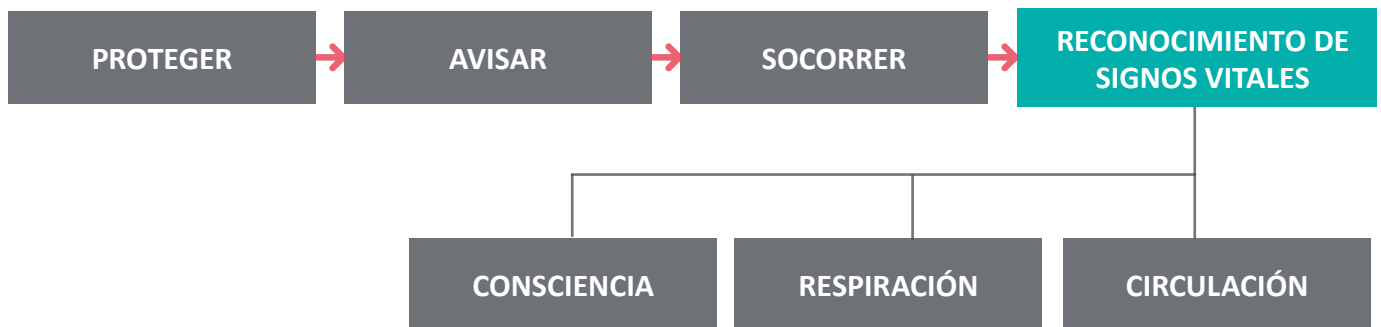 PROTEGER
AVISAR
SOCORRER
RECONOCIMIENTO DE
SIGNOS VITALES
CONSCIENCIA
RESPIRACIÓN
CIRCULACIÓN